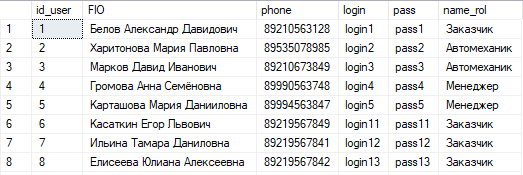 id_user FIO phone login pass name_rol
1 1 Белов Александр Давидович 89210563128 login1 pass1 Заказчик
2 2 Харитонова Мария Павловна 89535078985 login2 pass2 Автомеханик
3 3 Марков Давид Иванович 89210673849 login3 pass3 Автомеханик
4 4 Громова Анна Семёновна 89990563748 login4 pass4 Менеджер
5 5 Карташова Мария Данииловна 89994563847 login5 pass5 Менеджер
6 6 Касаткин Егор Львович 89219567849 login11 pass11 Заказчик
7 7 Ильина Тамара Даниловна 89219567841 login12 pass12 Заказчик
8 8 Елисеева Юлиана Алексеевна 89219567842 login13 pass13 Заказчик